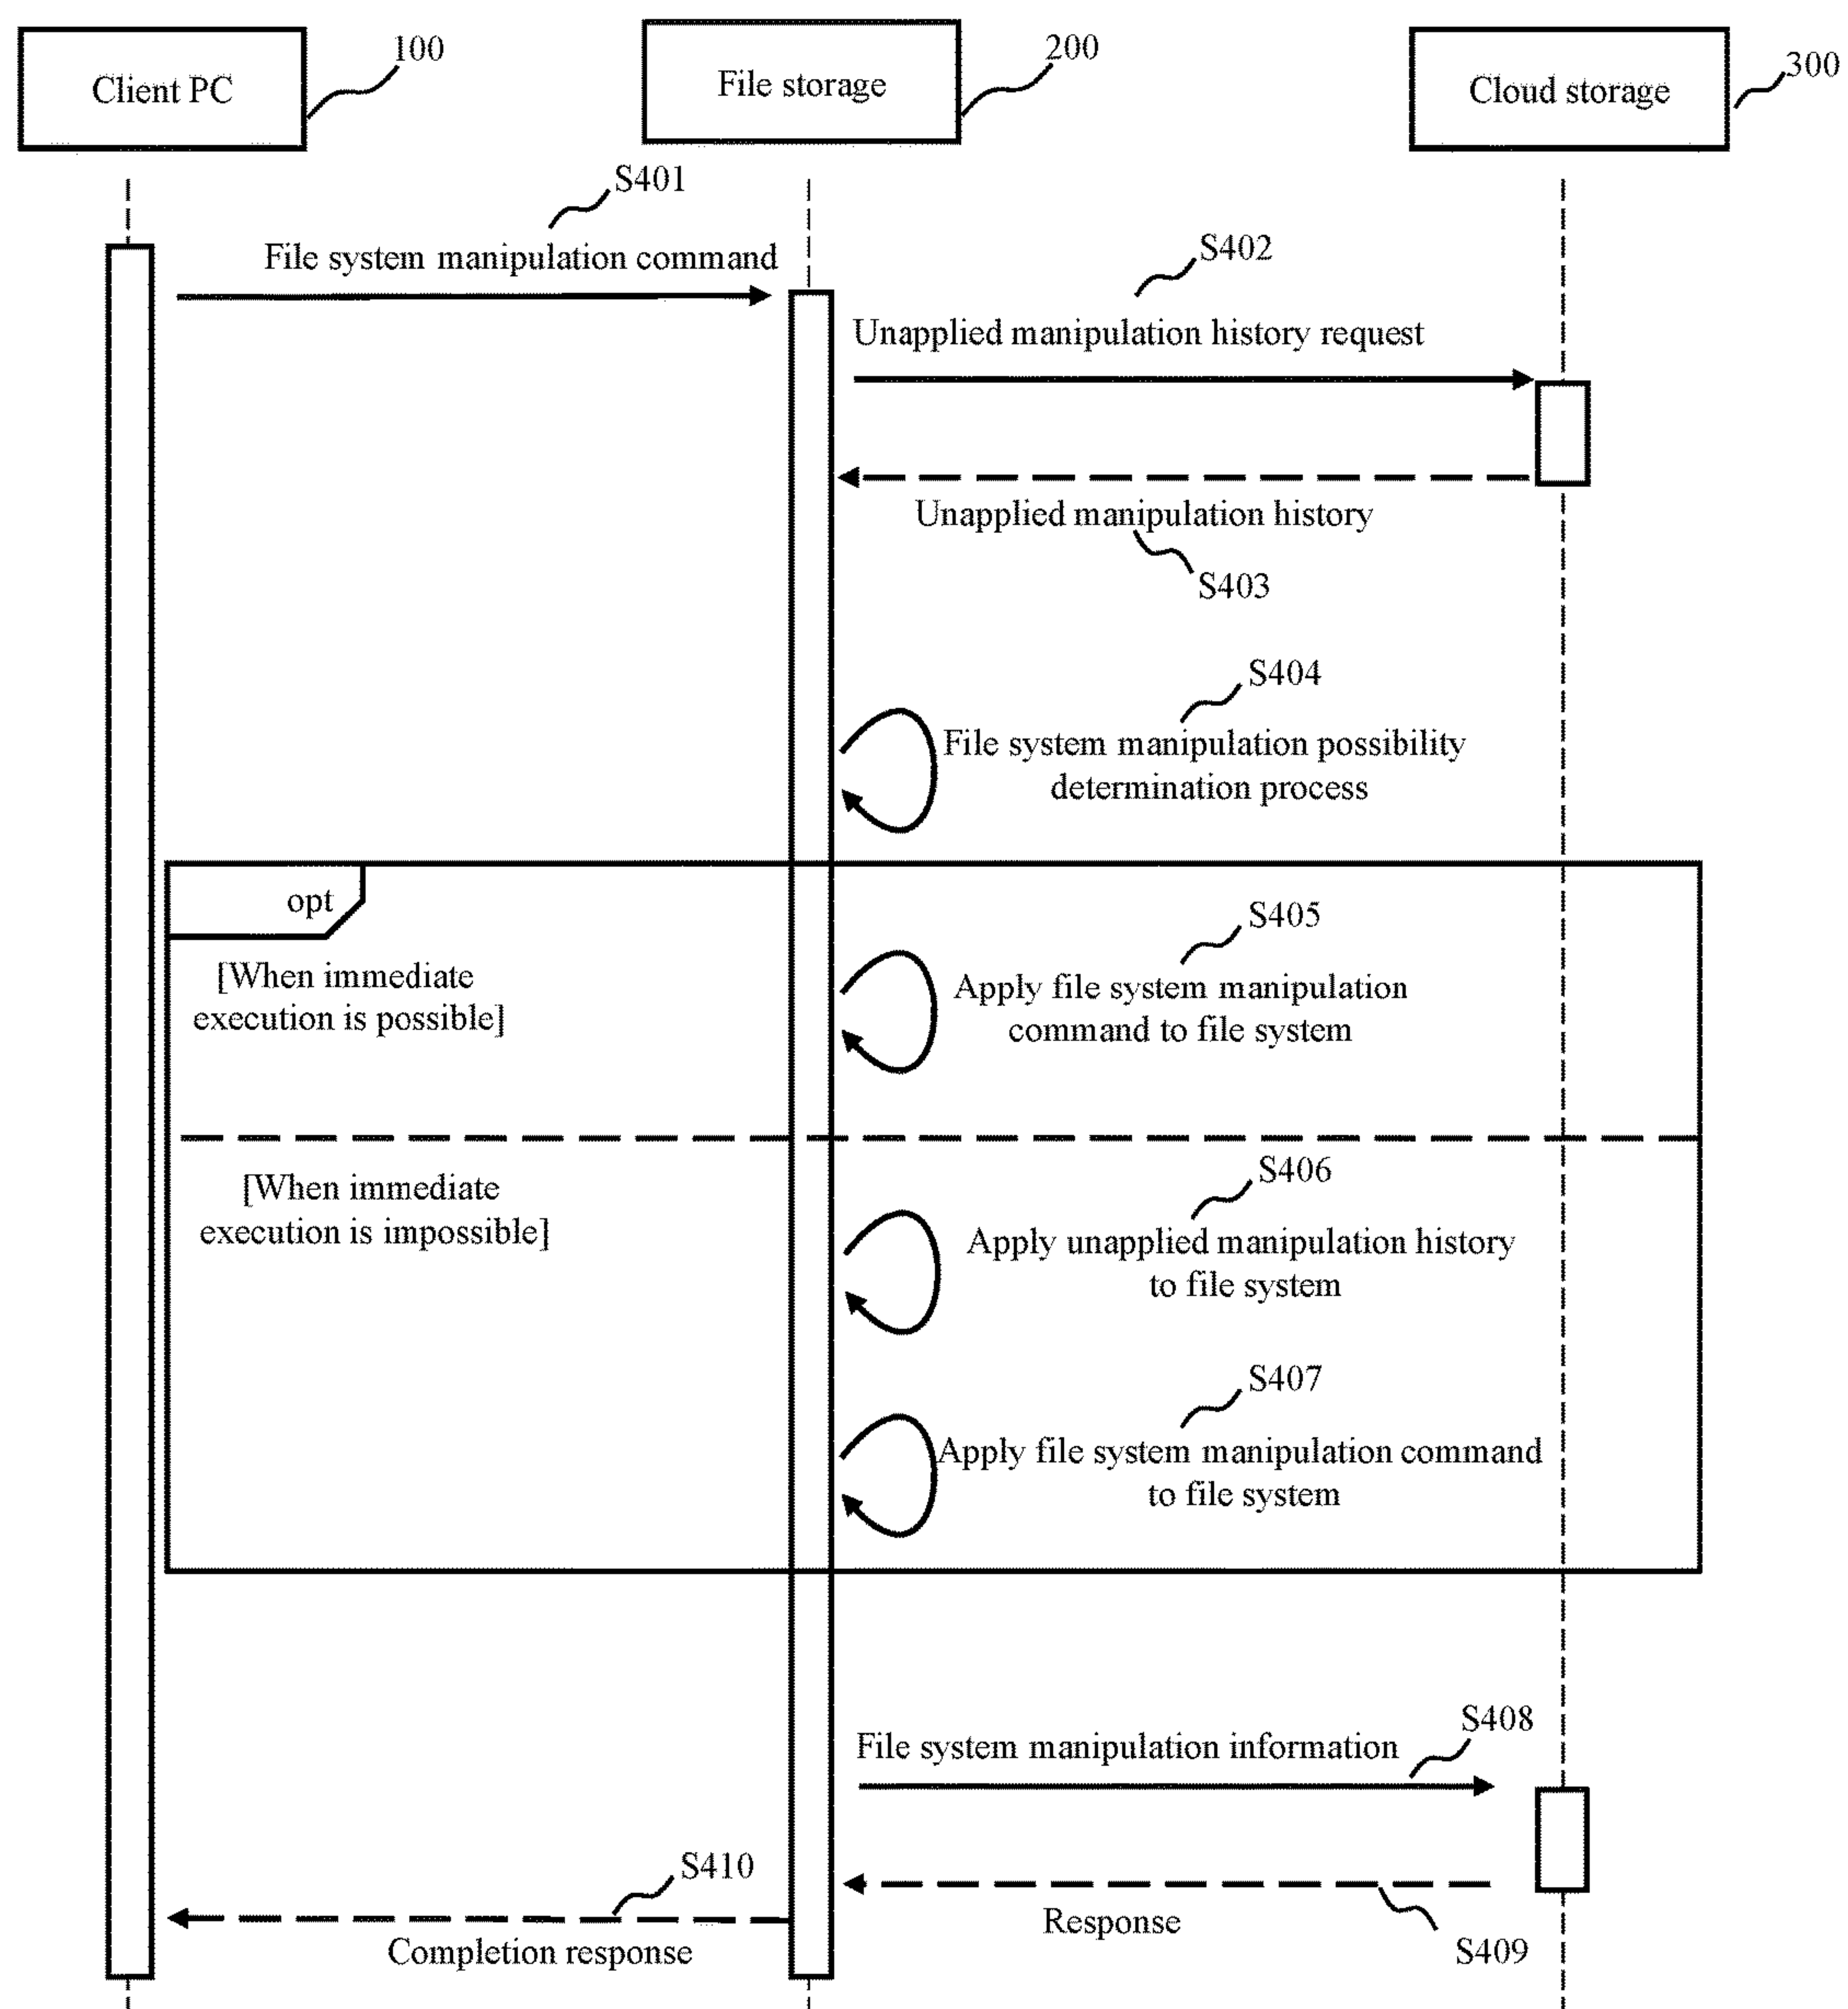 Client PC
100
File storage
200
Cloud storage
300
S401
File system manipulation command
S402
Unapplied manipulation history request
Unapplied manipulation history
S403
S404
File system manipulation possibility
determination process
opt
[When immediate
execution is possible]
S405
Apply file system manipulation
command to file system
[When immediate
execution is impossible]
S406
Apply unapplied manipulation history
to file system
S407
Apply file system manipulation command
to file system
S408
File system manipulation information
S410
Completion response
Response
S409